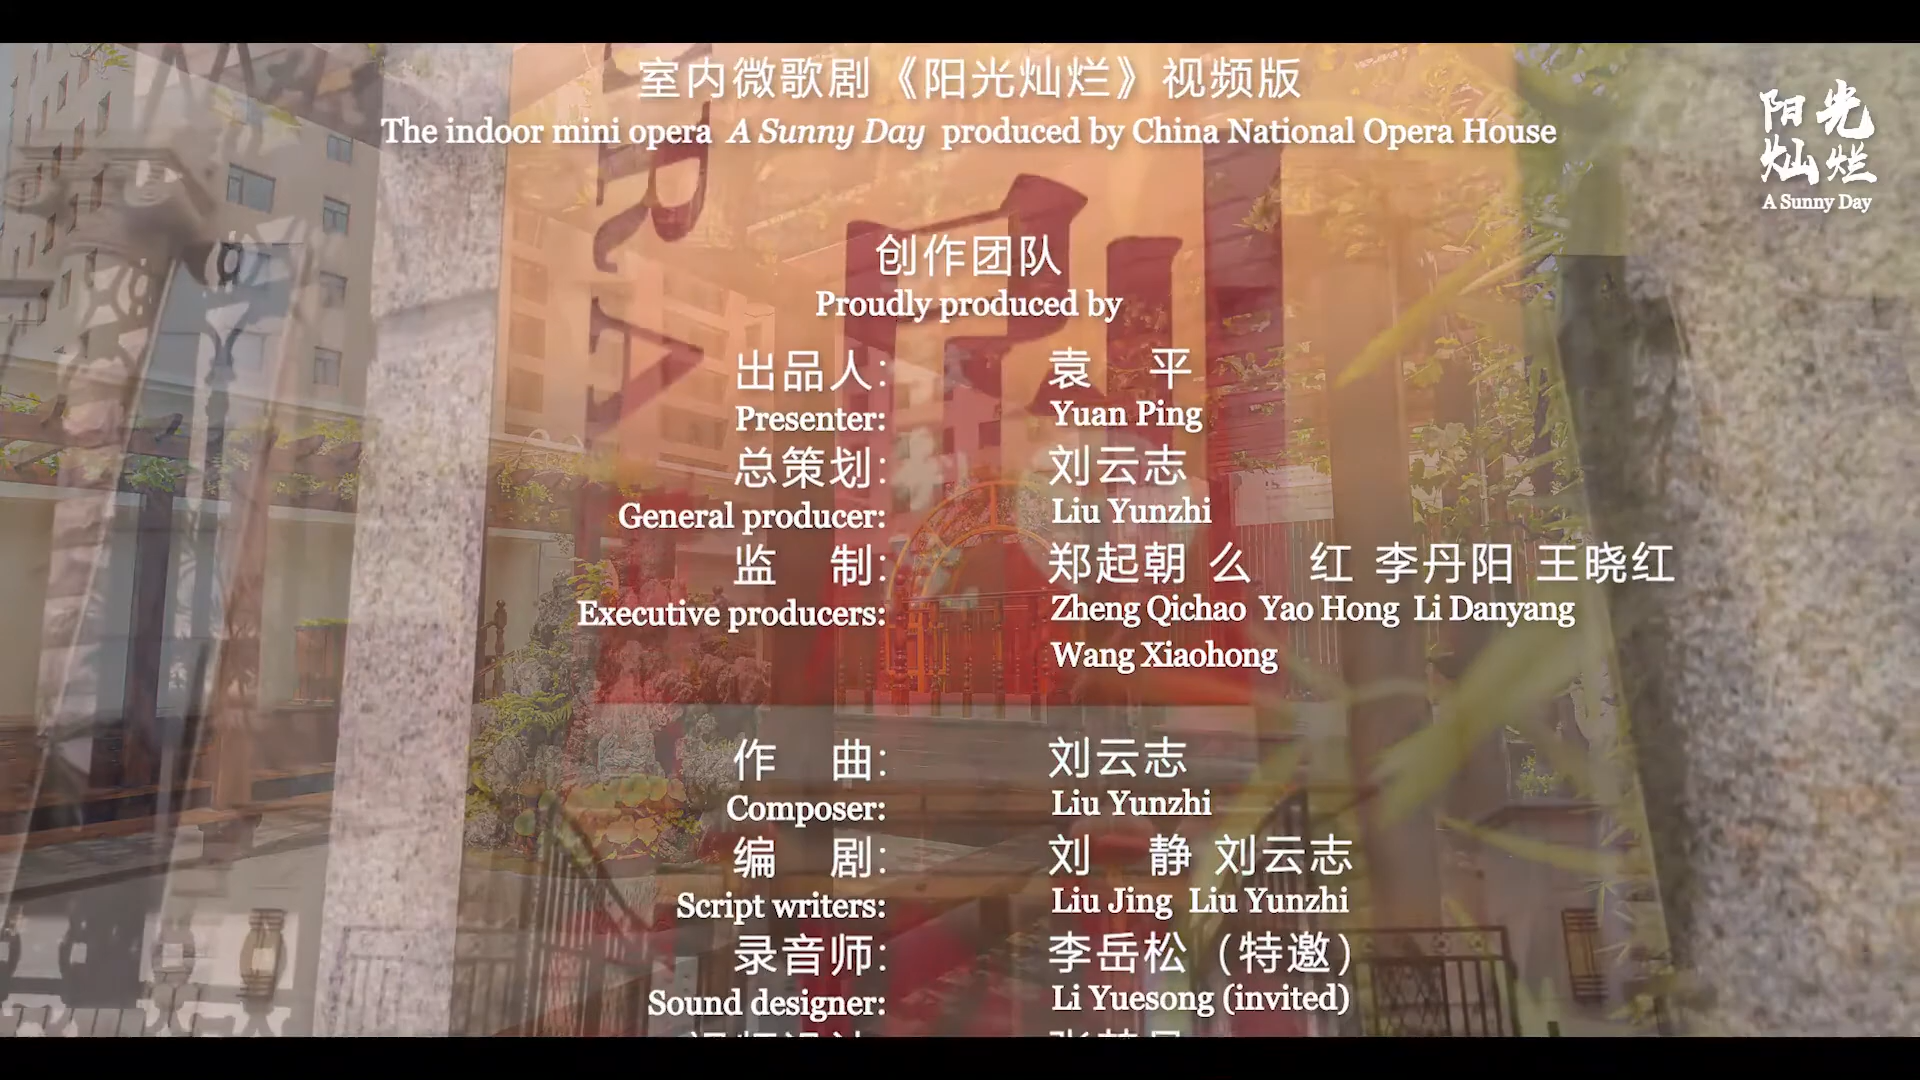 室内微歌剧《阳光灿烂》视频版
The indoor mini opera A Sunny Day produced by China National Opera House
阳光
灿烂
A Sunny Day
创作团队
Proudly produced by
出品人: 袁 平
Presenter: Yuan Ping
总策划: 刘云志
General producer: Liu Yunzhi
监 制: 郑起朝 么 红 李丹阳 王晓红
Executive producers: Zheng Qichao Yao Hong Li Danyang
Wang Xiaohong
作 曲: 刘云志
Composer: Liu Yunzhi
编 剧: 刘 静 刘云志
Script writers: Liu Jing Liu Yunzhi
录音师: 李岳松（特邀）
Sound designer: Li Yuesong (invited)